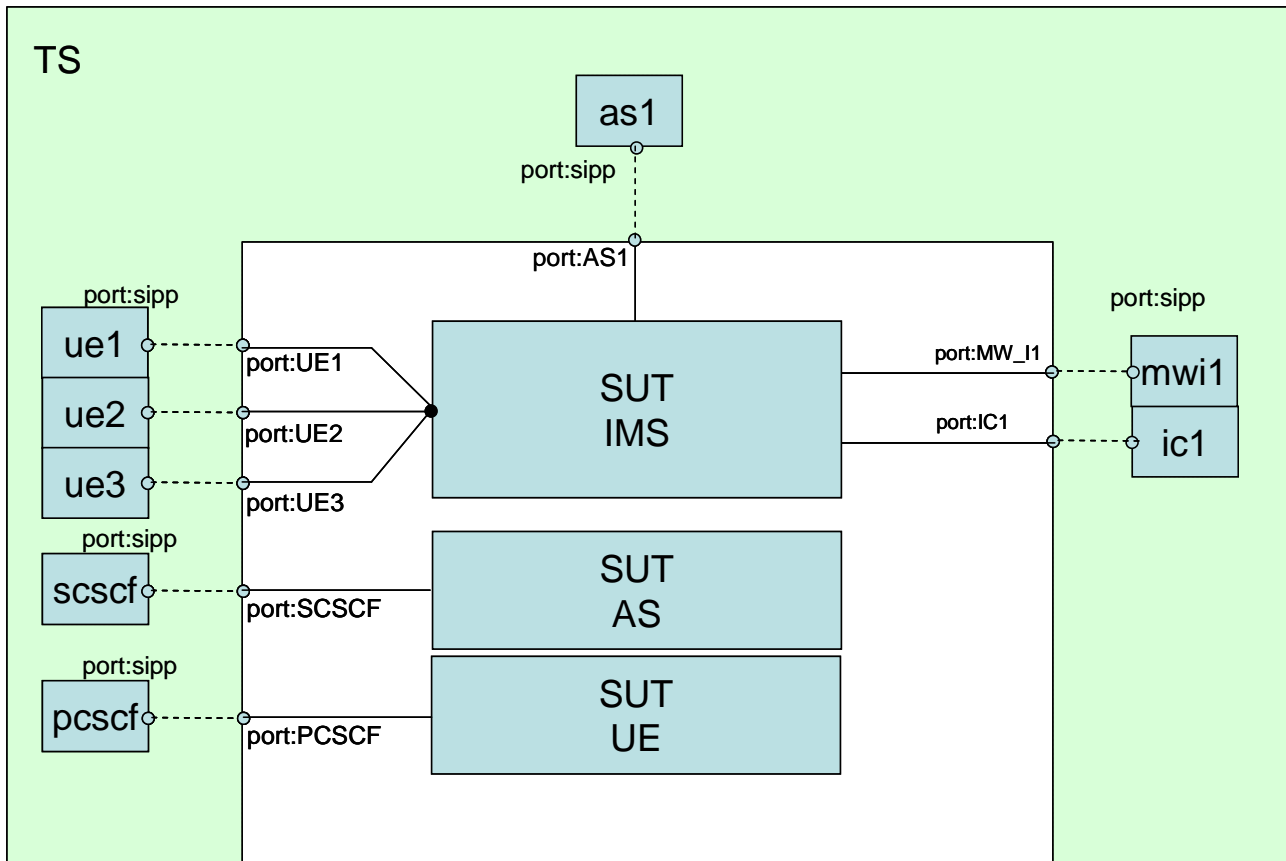 TS
as1
port:sipp
port:AS1
port:sipp
ue1
port:UE1
ue2
port:UE2
ue3
port:UE3
port:sipp
scscf
port:SCSCF
port:sipp
pcscf
port:PCSCF
SUT
IMS
SUT
AS
SUT
UE
port:MW_I1
port:IC1
port:sipp
mwi1
ic1